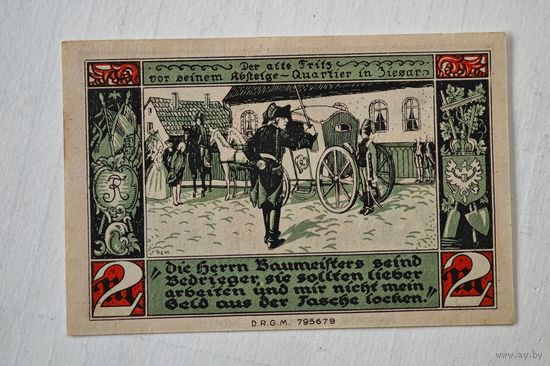 Der alte Fritz
vor seinem Absteige-Quartier in Ziesar
2 2
"Die Herrn Baumeisters seind
Bedrieger, sie sollten lieber
arbeiten und mir nicht mein
Geld aus der Tasche locken."
D.R.G.M. 795679
www.ay.by